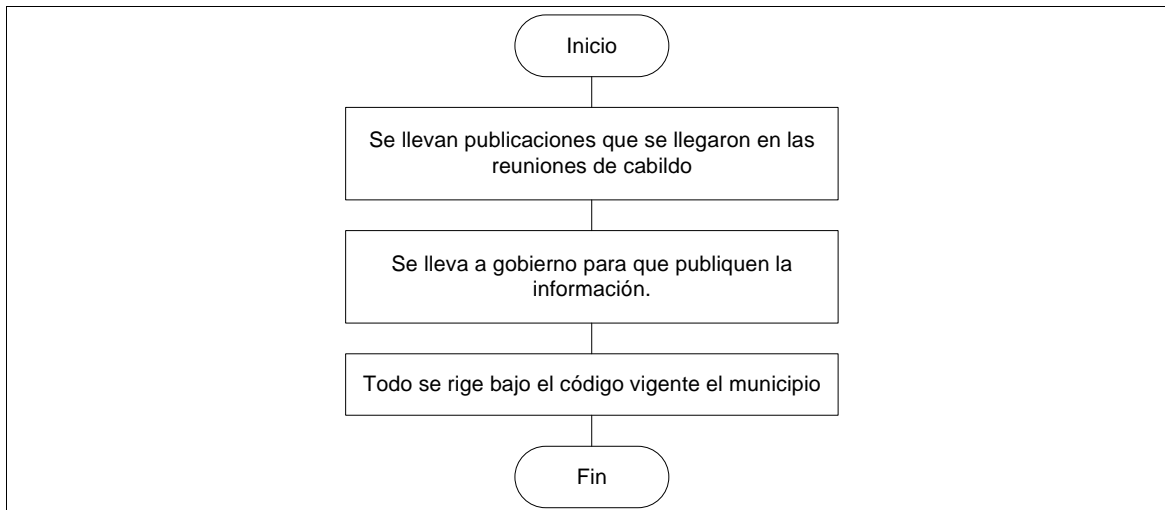 Inicio
Se llevan publicaciones que se llegaron en las
reuniones de cabildo
Se lleva a gobierno para que publiquen la
información.
Todo se rige bajo el código vigente el municipio
Fin